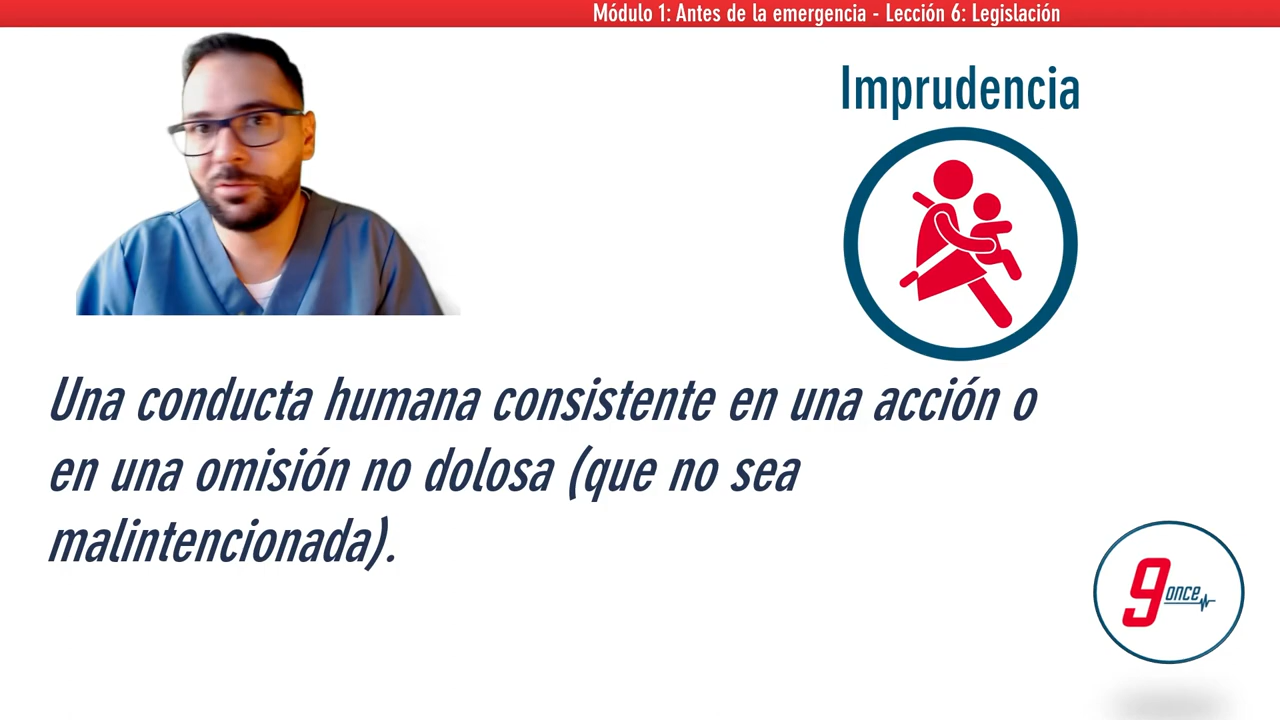 Módulo 1: Antes de la emergencia - Lección 6: Legislación
Imprudencia
Una conducta humana consistente en una acción o
en una omisión no dolosa (que no sea
malintencionada).
9 once